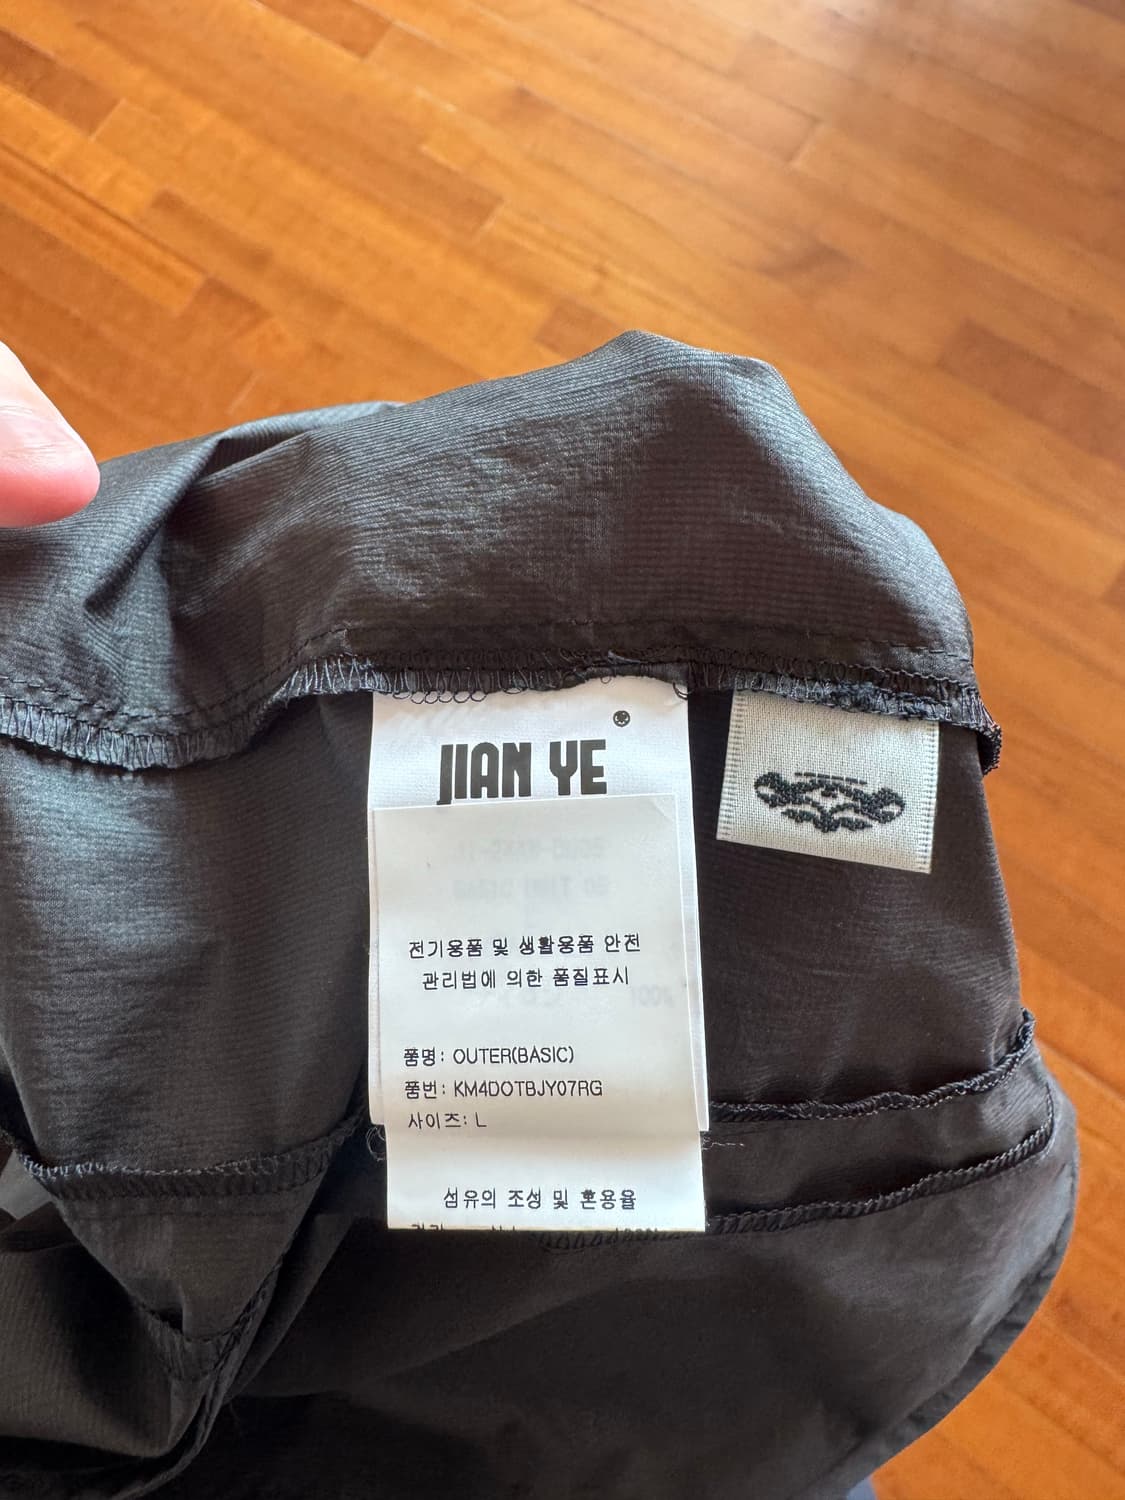 JIAN YE
전기용품 및 생활용품 안전
관리법에 의한 품질표시
품명: OUTER(BASIC)
품번: KM4DOTBJY07RG
사이즈: L
섬유의 조성 및 혼용율